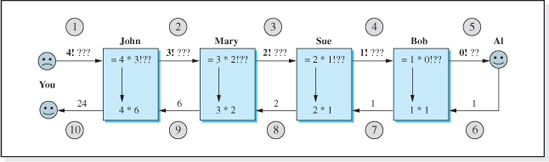 1 2 3 4 5
John Mary Sue Bob Al
4! ??? 3! ??? 2! ??? 1! ??? 0! ??
= 4 * 3!?? = 3 * 2!?? = 2 * 1!?? = 1 * 0!??
You
24 6 2 1 1
4 * 6 3 * 2 2 * 1 1 * 1
10 9 8 7 6